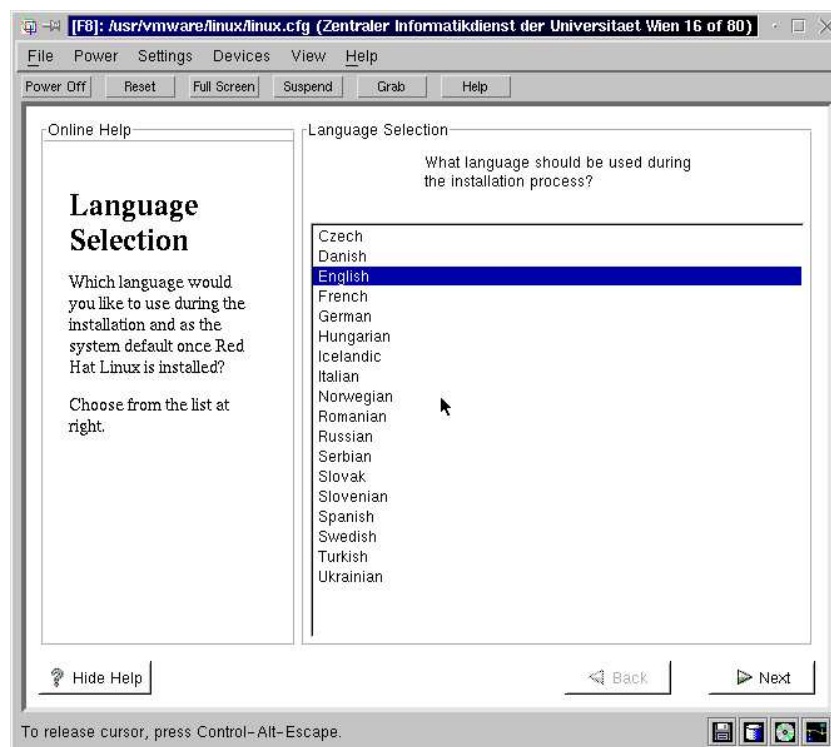 [F8]: /usr/vmware/linux/linux.cfg (Zentraler Informatikdienst der Universitaet Wien 16 of 80)
File Power Settings Devices View Help
Power Off Reset Full Screen Suspend Grab Help
Online Help
Language
Selection
Which language would
you like to use during the
installation and as the
system default once Red
Hat Linux is installed?
Choose from the list at
right.
Language Selection
What language should be used during
the installation process?
Czech
Danish
English
French
German
Hungarian
Icelandic
Italian
Norwegian
Romanian
Russian
Serbian
Slovak
Slovenian
Spanish
Swedish
Turkish
Ukrainian
Hide Help
Back
Next
To release cursor, press Control-Alt-Escape.